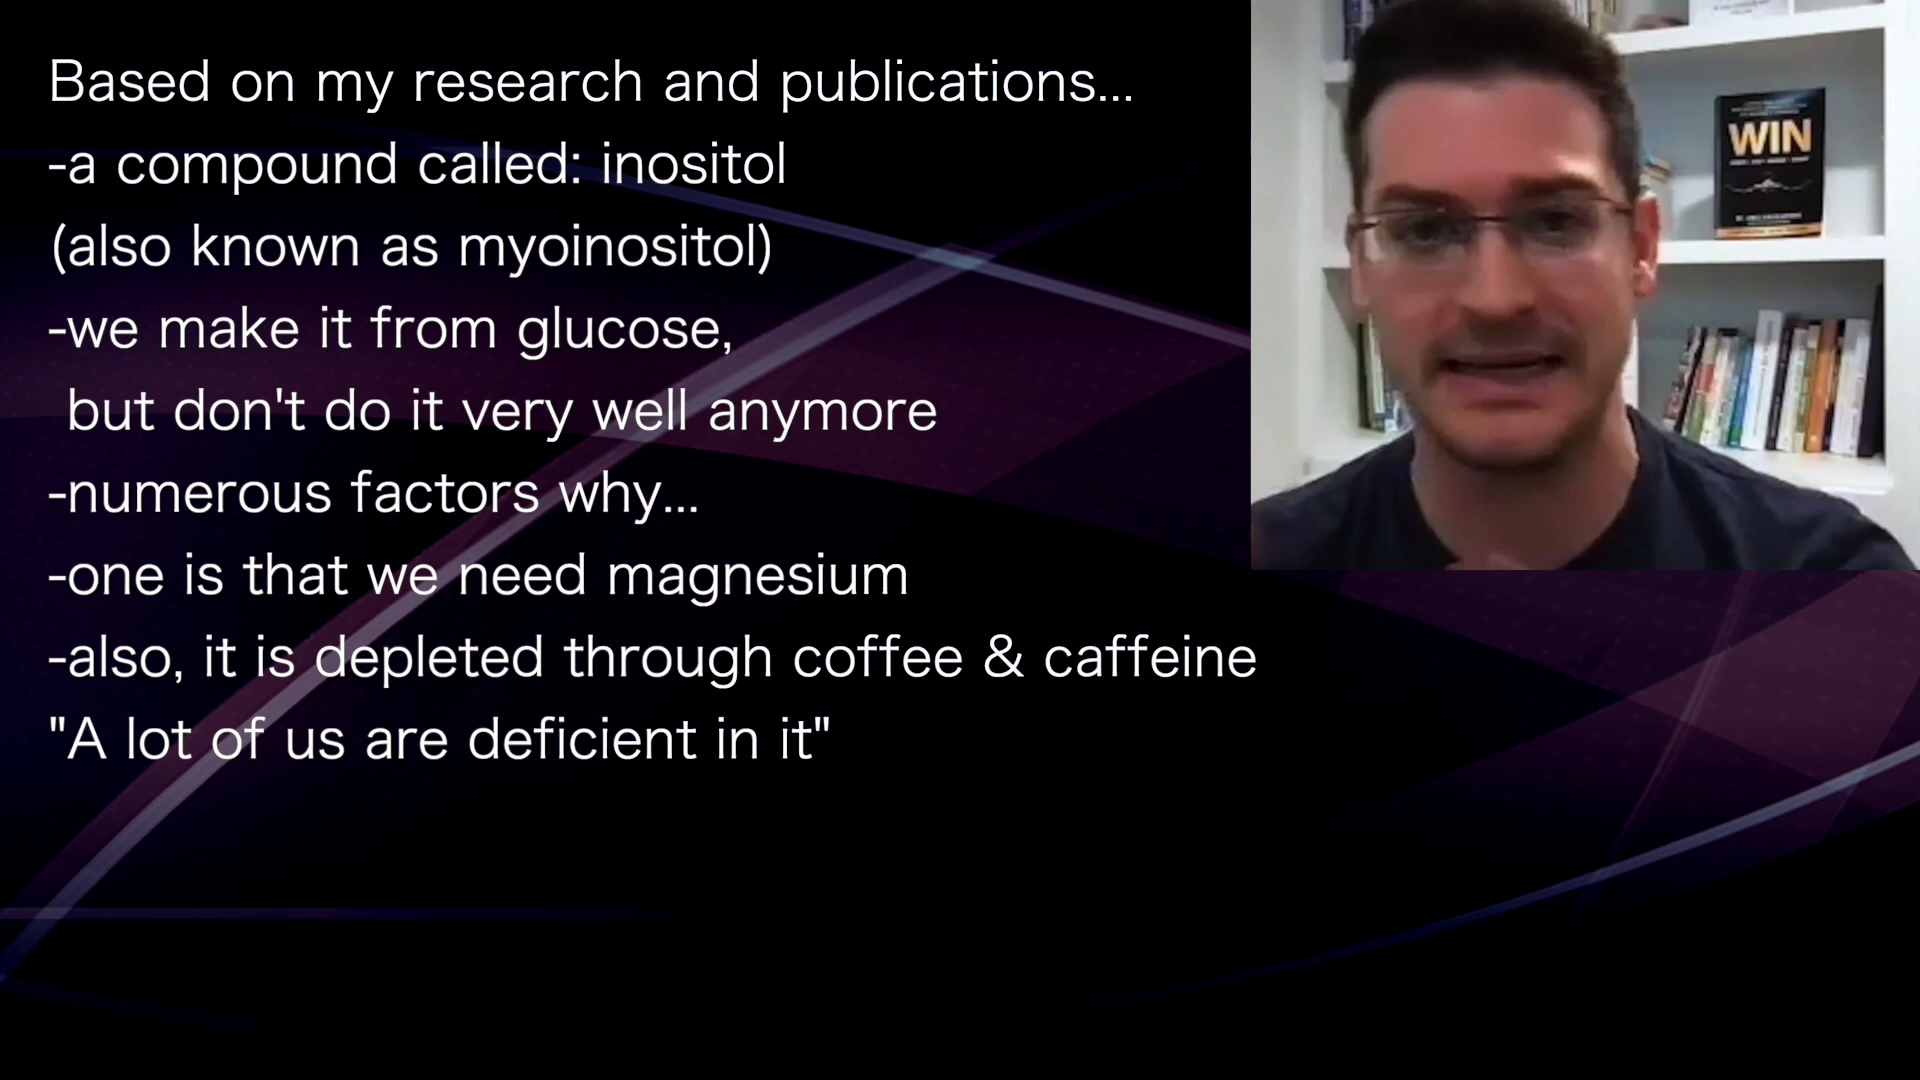 Based on my research and publications...
-a compound called: inositol
(also known as myoinositol)
-we make it from glucose,
but don't do it very well anymore
-numerous factors why...
-one is that we need magnesium
-also, it is depleted through coffee & caffeine
"A lot of us are deficient in it"
WIN